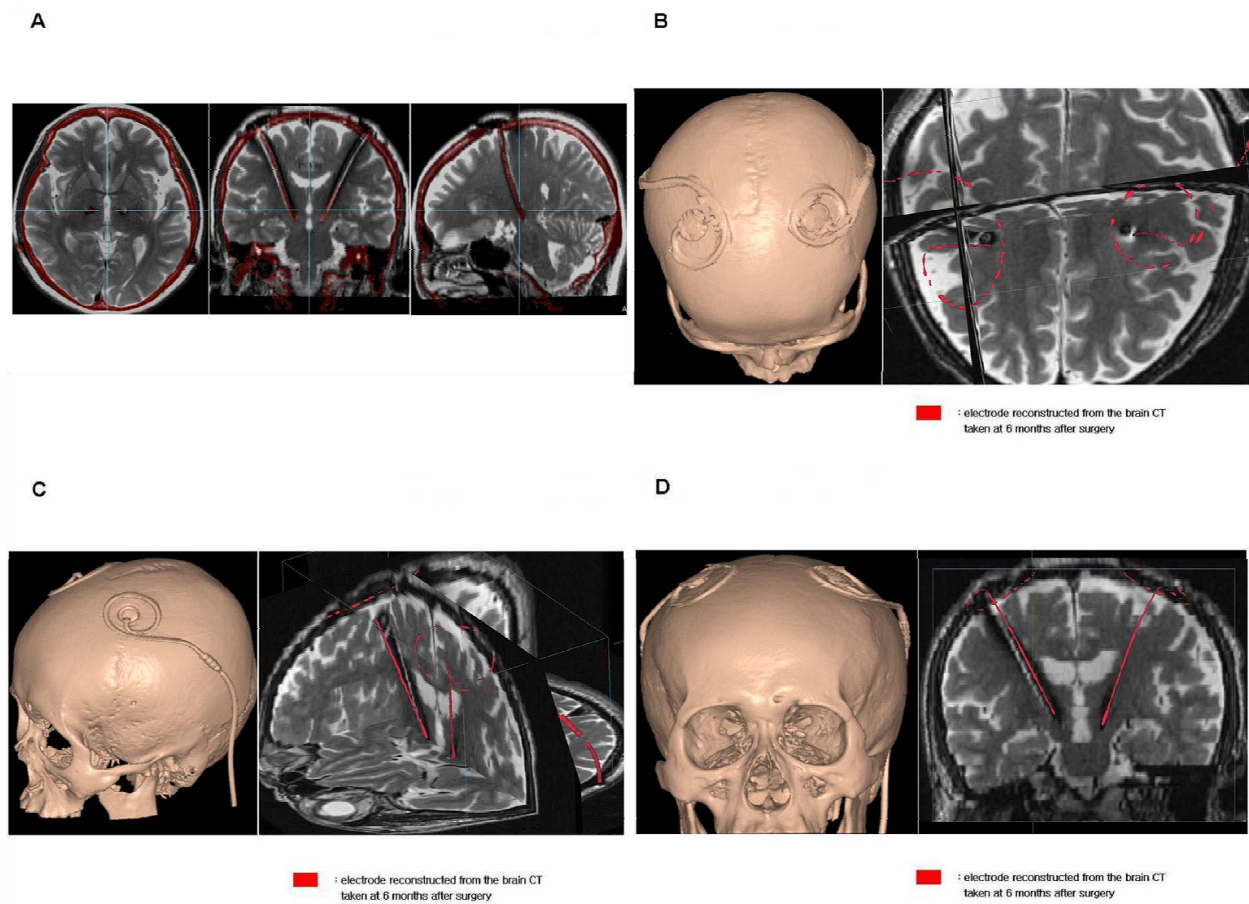 A
B
: electrode reconstructed from the brain CT
taken at 6 months after surgery
C
D
: electrode reconstructed from the brain CT
taken at 6 months after surgery
: electrode reconstructed from the brain CT
taken at 6 months after surgery